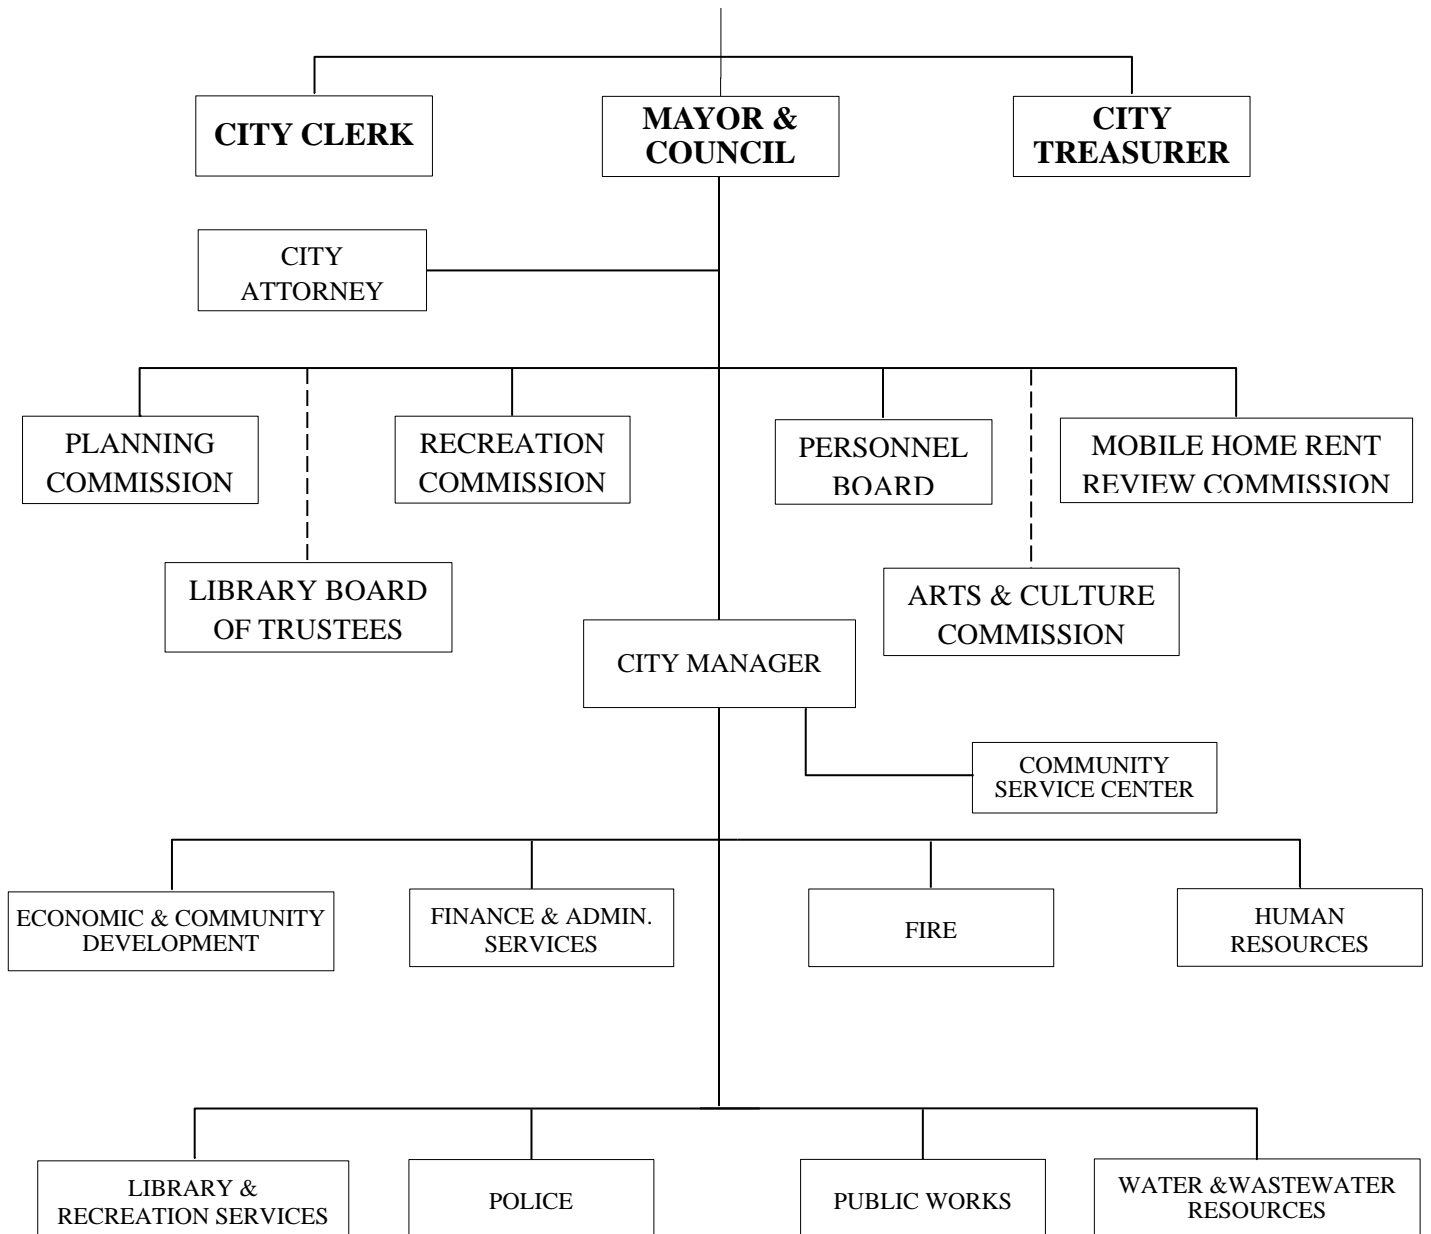 CITY CLERK
MAYOR &
COUNCIL
CITY
TREASURER
CITY
ATTORNEY
PLANNING
COMMISSION
RECREATION
COMMISSION
PERSONNEL
BOARD
MOBILE HOME RENT
REVIEW COMMISSION
LIBRARY BOARD
OF TRUSTEES
ARTS & CULTURE
COMMISSION
CITY MANAGER
COMMUNITY
SERVICE CENTER
ECONOMIC & COMMUNITY
DEVELOPMENT
FINANCE & ADMIN.
SERVICES
FIRE
HUMAN
RESOURCES
LIBRARY &
RECREATION SERVICES
POLICE
PUBLIC WORKS
WATER &WASTEWATER
RESOURCES